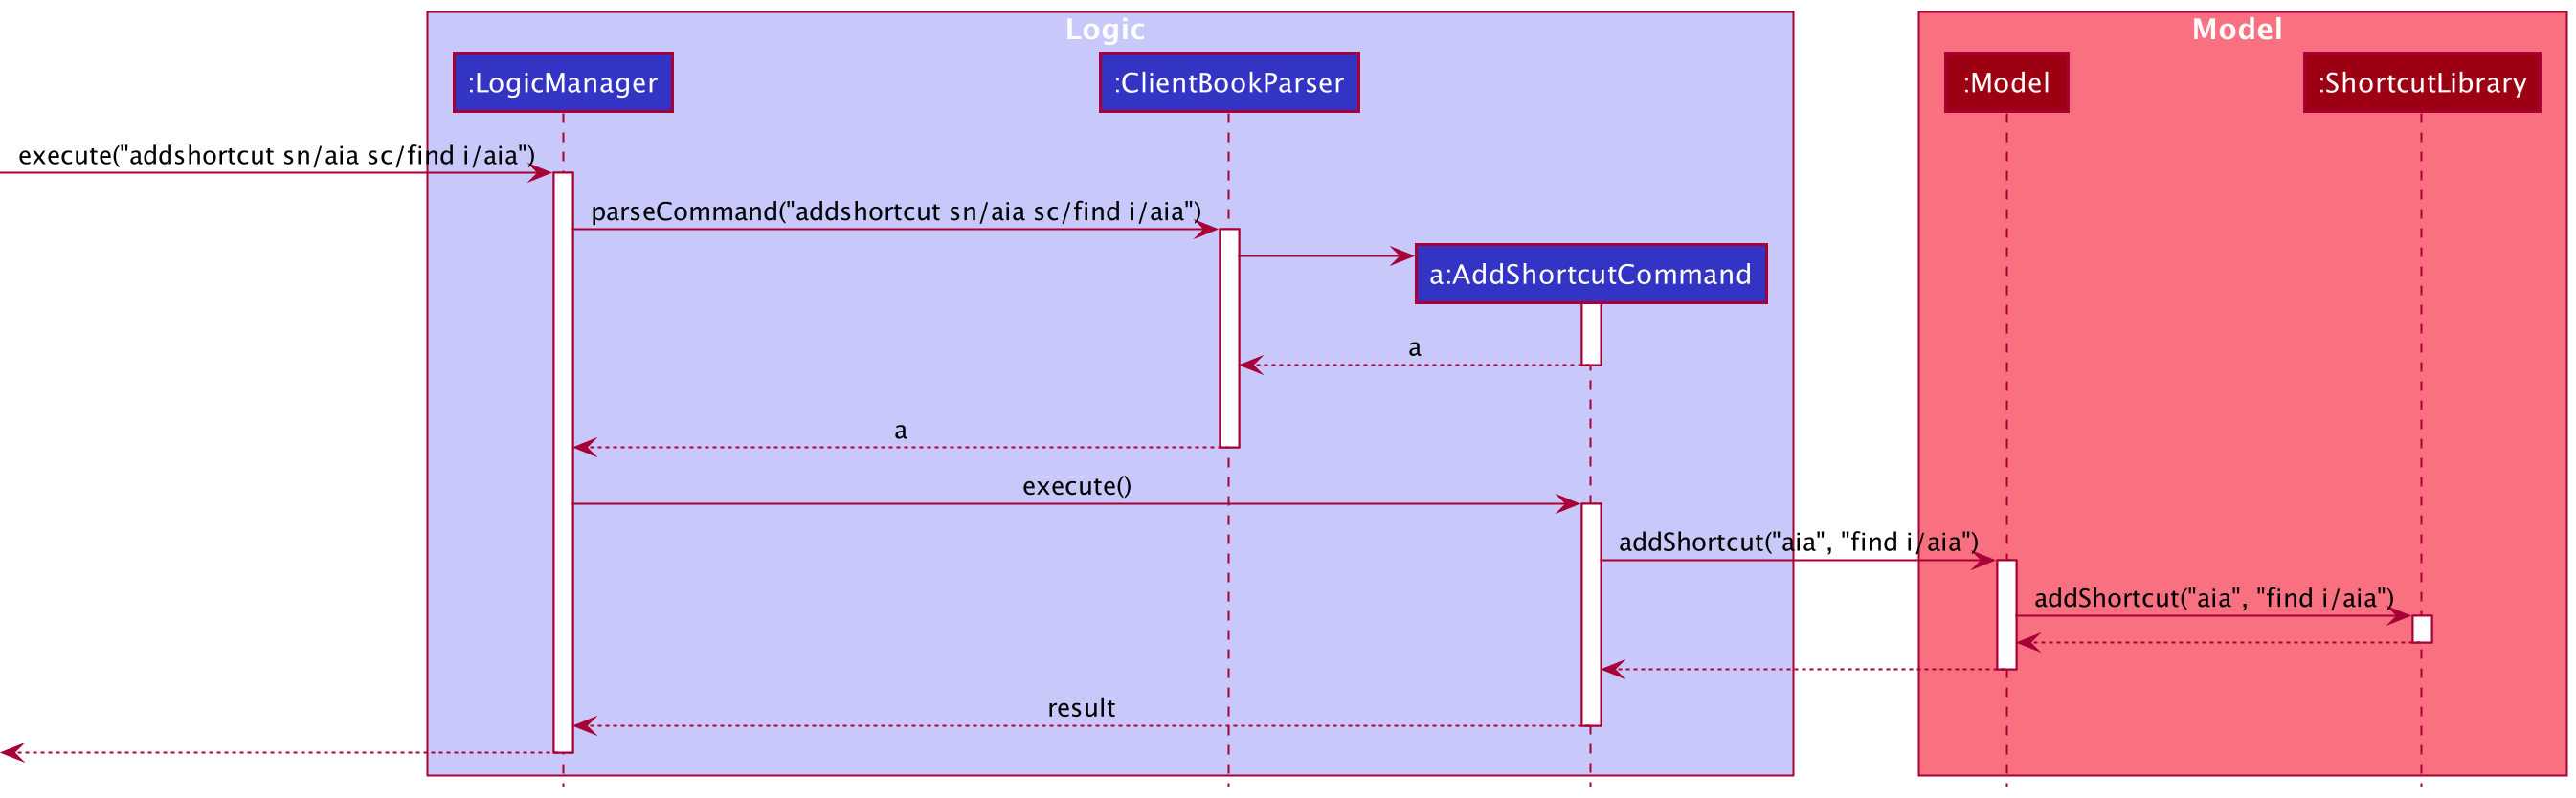 Logic
Model
:LogicManager
:ClientBookParser
:Model
:ShortcutLibrary
execute("addshortcut sn/aia sc/find i/aia")
parseCommand("addshortcut sn/aia sc/find i/aia")
a:AddShortcutCommand
a
a
execute()
addShortcut("aia", "find i/aia")
addShortcut("aia", "find i/aia")
result